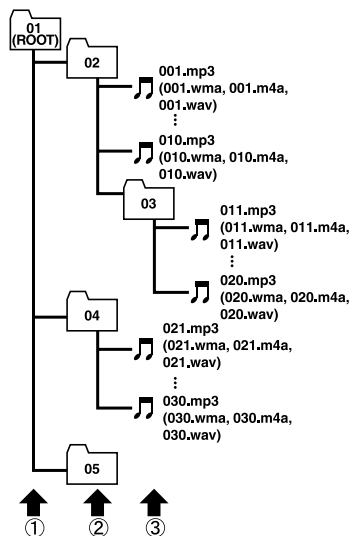 01
(ROOT)
02
001.mp3
(001.wma, 001.m4a,
001.wav)
010.mp3
(010.wma, 010.m4a,
010.wav)
03
011.mp3
(011.wma, 011.m4a,
011.wav)
020.mp3
(020.wma, 020.m4a,
020.wav)
04
021.mp3
(021.wma, 021.m4a,
021.wav)
030.mp3
(030.wma, 030.m4a,
030.wav)
05
① ② ③